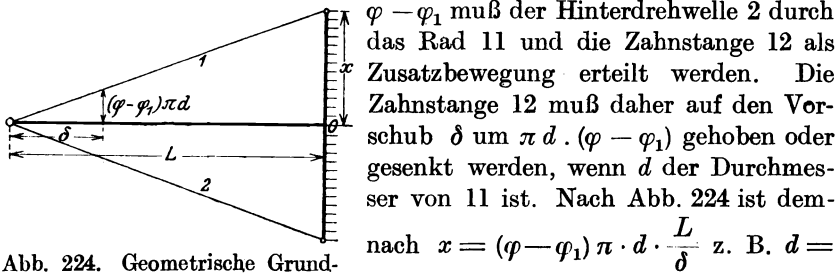 φ − φ₁ muß der Hinterdrehwelle 2 durch
das Rad 11 und die Zahnstange 12 als
Zusatzbewegung erteilt werden. Die
Zahnstange 12 muß daher auf den Vor-
schub δ um π d . (φ − φ₁) gehoben oder
gesenkt werden, wenn d der Durchmes-
ser von 11 ist. Nach Abb. 224 ist dem-
nach x = (φ − φ₁) π · d · L/δ z. B. d =
1
x
(φ-φ₁)πd
0
δ
L
2
Abb. 224. Geometrische Grund-